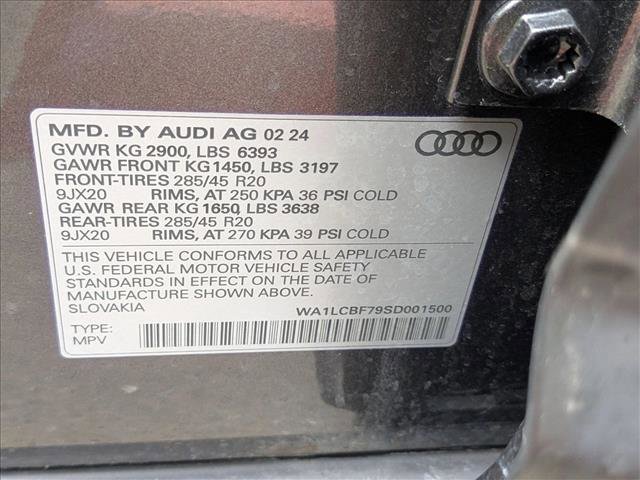 MFD. BY AUDI AG 02 24
GVWR KG 2900, LBS 6393
GAWR FRONT KG 1450, LBS 3197
FRONT-TIRES 285/45 R20
9JX20 RIMS, AT 250 KPA 36 PSI COLD
GAWR REAR KG 1650, LBS 3638
REAR-TIRES 285/45 R20
9JX20 RIMS, AT 270 KPA 39 PSI COLD
THIS VEHICLE CONFORMS TO ALL APPLICABLE
U.S. FEDERAL MOTOR VEHICLE SAFETY
STANDARDS IN EFFECT ON THE DATE OF
MANUFACTURE SHOWN ABOVE.
SLOVAKIA WA1LCBF79SD001500
TYPE:
MPV